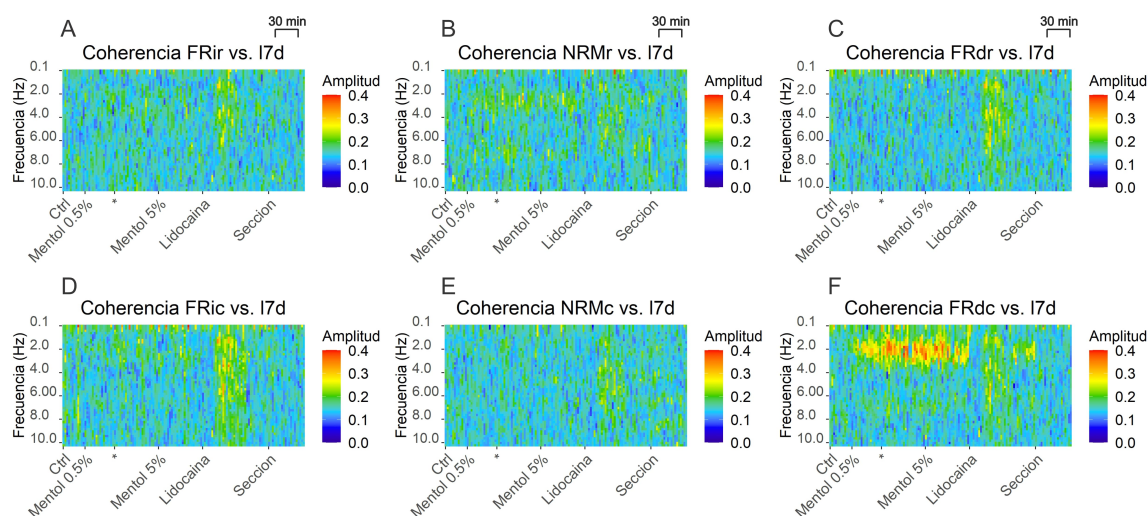 A
30 min
Coherencia FRir vs. l7d
Frecuencia (Hz)
0.1
2.0
4.0
6.00
8.0
10.0
Amplitud
0.4
0.3
0.2
0.1
0.0
Ctrl
Mentol 0.5%
*
Mentol 5%
Lidocaina
Seccion
B
30 min
Coherencia NRMr vs. l7d
Frecuencia (Hz)
0.1
2.0
4.0
6.00
8.0
10.0
Amplitud
0.4
0.3
0.2
0.1
0.0
Ctrl
Mentol 0.5%
*
Mentol 5%
Lidocaina
Seccion
C
30 min
Coherencia FRdr vs. l7d
Frecuencia (Hz)
0.1
2.0
4.0
6.00
8.0
10.0
Amplitud
0.4
0.3
0.2
0.1
0.0
Ctrl
Mentol 0.5%
*
Mentol 5%
Lidocaina
Seccion
D
Coherencia FRic vs. l7d
Frecuencia (Hz)
0.1
2.0
4.0
6.00
8.0
10.0
Amplitud
0.4
0.3
0.2
0.1
0.0
Ctrl
Mentol 0.5%
*
Mentol 5%
Lidocaina
Seccion
E
Coherencia NRMc vs. l7d
Frecuencia (Hz)
0.1
2.0
4.0
6.00
8.0
10.0
Amplitud
0.4
0.3
0.2
0.1
0.0
Ctrl
Mentol 0.5%
*
Mentol 5%
Lidocaina
Seccion
F
Coherencia FRdc vs. l7d
Frecuencia (Hz)
0.1
2.0
4.0
6.00
8.0
10.0
Amplitud
0.4
0.3
0.2
0.1
0.0
Ctrl
Mentol 0.5%
*
Mentol 5%
Lidocaina
Seccion